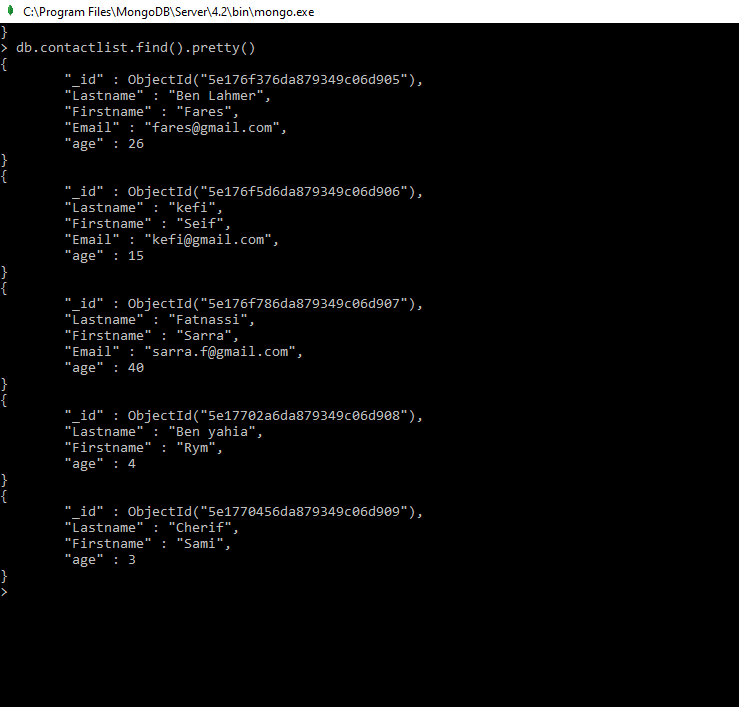 C:\Program Files\MongoDB\Server\4.2\bin\mongo.exe
}
> db.contactlist.find().pretty()
{
        "_id" : ObjectId("5e176f376da879349c06d905"),
        "Lastname" : "Ben Lahmer",
        "Firstname" : "Fares",
        "Email" : "fares@gmail.com",
        "age" : 26
}
{
        "_id" : ObjectId("5e176f5d6da879349c06d906"),
        "Lastname" : "kefi",
        "Firstname" : "Seif",
        "Email" : "kefi@gmail.com",
        "age" : 15
}
{
        "_id" : ObjectId("5e176f786da879349c06d907"),
        "Lastname" : "Fatnassi",
        "Firstname" : "Sarra",
        "Email" : "sarra.f@gmail.com",
        "age" : 40
}
{
        "_id" : ObjectId("5e17702a6da879349c06d908"),
        "Lastname" : "Ben yahia",
        "Firstname" : "Rym",
        "age" : 4
}
{
        "_id" : ObjectId("5e1770456da879349c06d909"),
        "Lastname" : "Cherif",
        "Firstname" : "Sami",
        "age" : 3
}
>